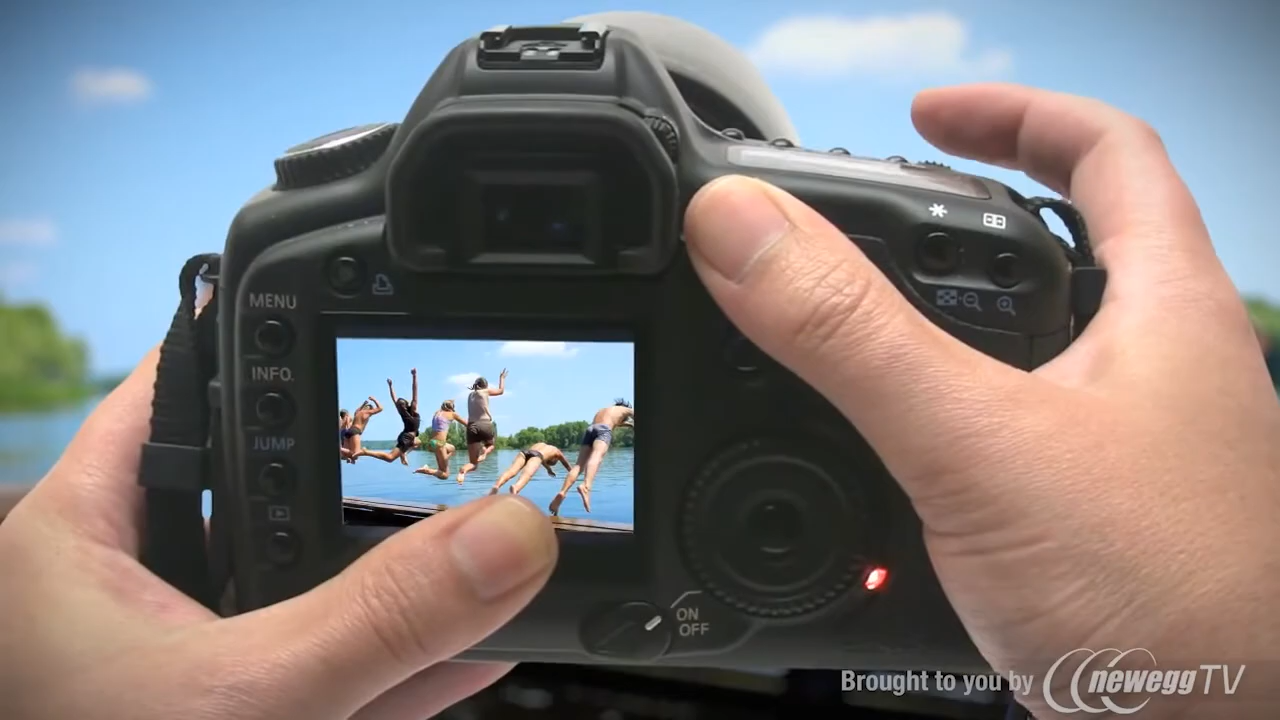 MENU
INFO.
JUMP
ON
OFF
Brought to you by neweggTV